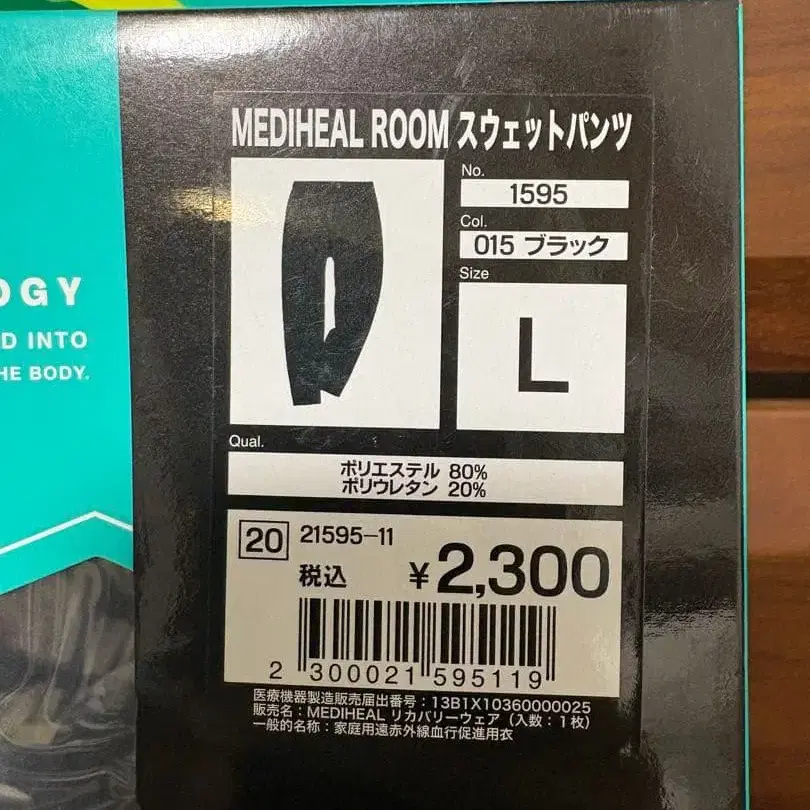 OGY
D INTO
HE BODY.
MEDIHEAL ROOM スウェットパンツ
No.
1595
Col.
015 ブラック
Size
L
Qual.
ポリエステル 80%
ポリウレタン 20%
20 21595-11
税込 ¥2,300
2 300021 595119
医療機器製造販売届出番号：13B1X10360000025
販売名：MEDIHEAL リカバリーウェア（入数：1枚）
一般的名称：家庭用遠赤外線血行促進用衣